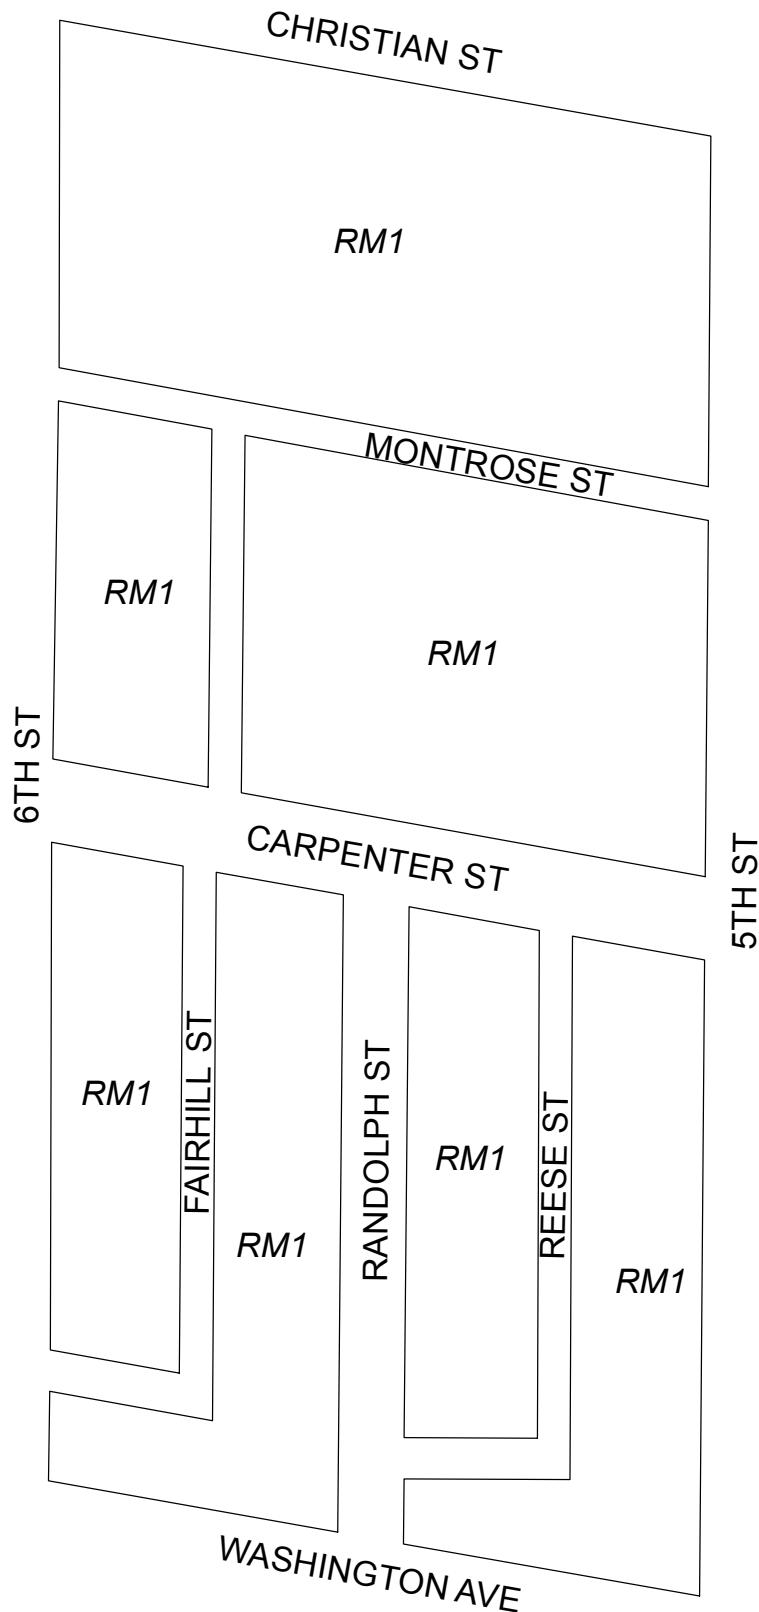 CHRISTIAN ST
RM1
MONTROSE ST
RM1
RM1
6TH ST
CARPENTER ST
5TH ST
RM1
FAIRHILL ST
RM1
RANDOLPH ST
RM1
REESE ST
RM1
WASHINGTON AVE